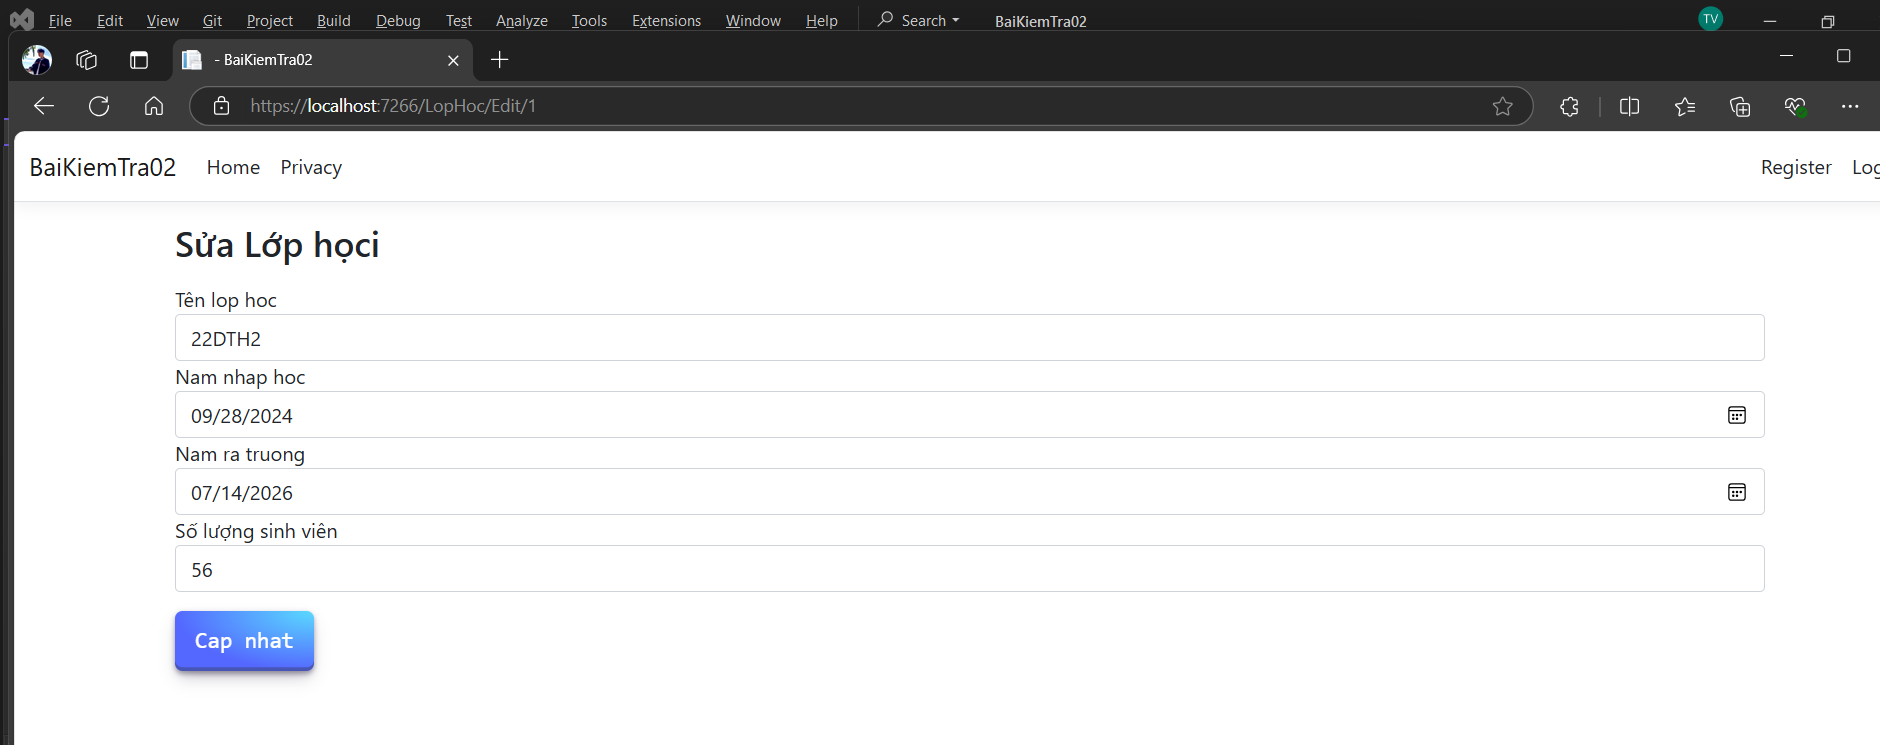 File Edit View Git Project Build Debug Test Analyze Tools Extensions Window Help Search BaiKiemTra02 TV
- BaiKiemTra02
https://localhost:7266/LopHoc/Edit/1
BaiKiemTra02 Home Privacy Register Log
Sửa Lớp họci
Tên lop hoc
22DTH2
Nam nhap hoc
09/28/2024
Nam ra truong
07/14/2026
Số lượng sinh viên
56
Cap nhat